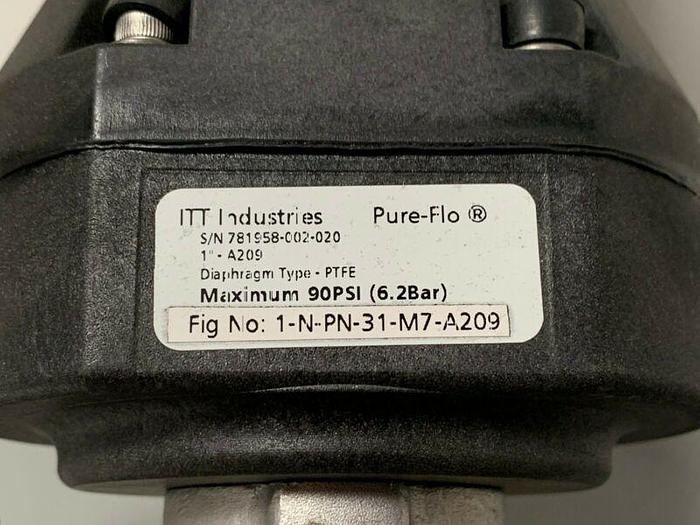 ITT Industries Pure-Flo ®
S/N 781958-002-020
1" - A209
Diaphragm Type - PTFE
Maximum 90PSI (6.2Bar)
Fig No: 1-N-PN-31-M7-A209